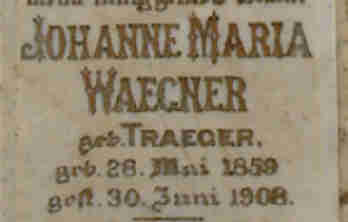 JOHANNE MARIA
WAEGNER
geb. TRAEGER.
geb. 28. Mai 1859
gest. 30. Juni 1908.